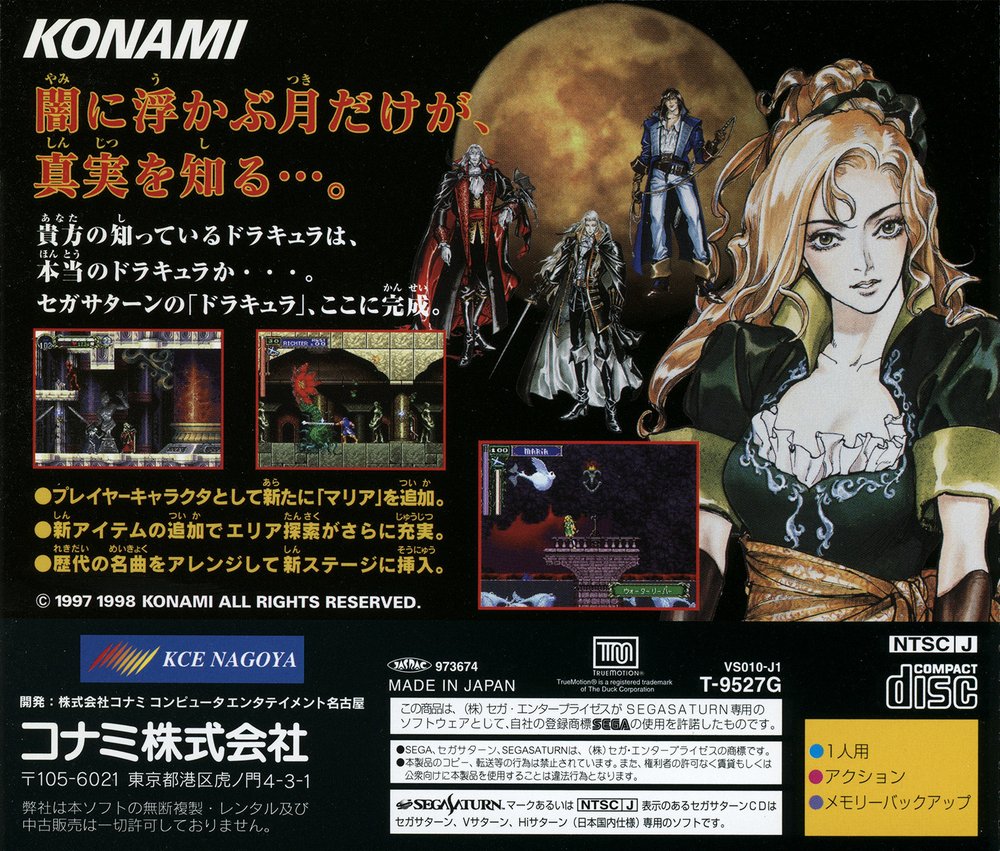 KONAMI
闇に浮かぶ月だけが、
真実を知る…。
貴方の知っているドラキュラは、
本当のドラキュラか・・・。
セガサターンの「ドラキュラ」、ここに完成。
RICHTER
MARIA
ウォーターリーパー
●プレイヤーキャラクタとして新たに「マリア」を追加。
●新アイテムの追加でエリア探索がさらに充実。
●歴代の名曲をアレンジして新ステージに挿入。
© 1997 1998 KONAMI ALL RIGHTS RESERVED.
KCE NAGOYA
開発：株式会社コナミ コンピュータ エンタテイメント名古屋
コナミ株式会社
〒105-6021 東京都港区虎ノ門4-3-1
弊社は本ソフトの無断複製・レンタル及び
中古販売は一切許可しておりません。
JASRAC 973674
MADE IN JAPAN
TM
TRUEMOTION®
TrueMotion® is a registered trademark
of The Duck Corporation
VS010-J1
T-9527G
この商品は、（株）セガ・エンタープライゼスがSEGASATURN専用の
ソフトウェアとして、自社の登録商標SEGAの使用を許諾したものです。
●SEGA、セガサターン、SEGASATURNは、（株）セガ・エンタープライゼスの商標です。
●本製品のコピー、転送等の行為は禁止されています。また、権利者の許可なく賃貸もしくは
公衆向けに本製品を使用することは違法行為となります。
SEGASATURN. マークあるいは NTSC J 表示のあるセガサターンCDは
セガサターン、Vサターン、Hiサターン（日本国内仕様）専用のソフトです。
NTSC J
COMPACT
disc
●1人用
●アクション
●メモリーバックアップ